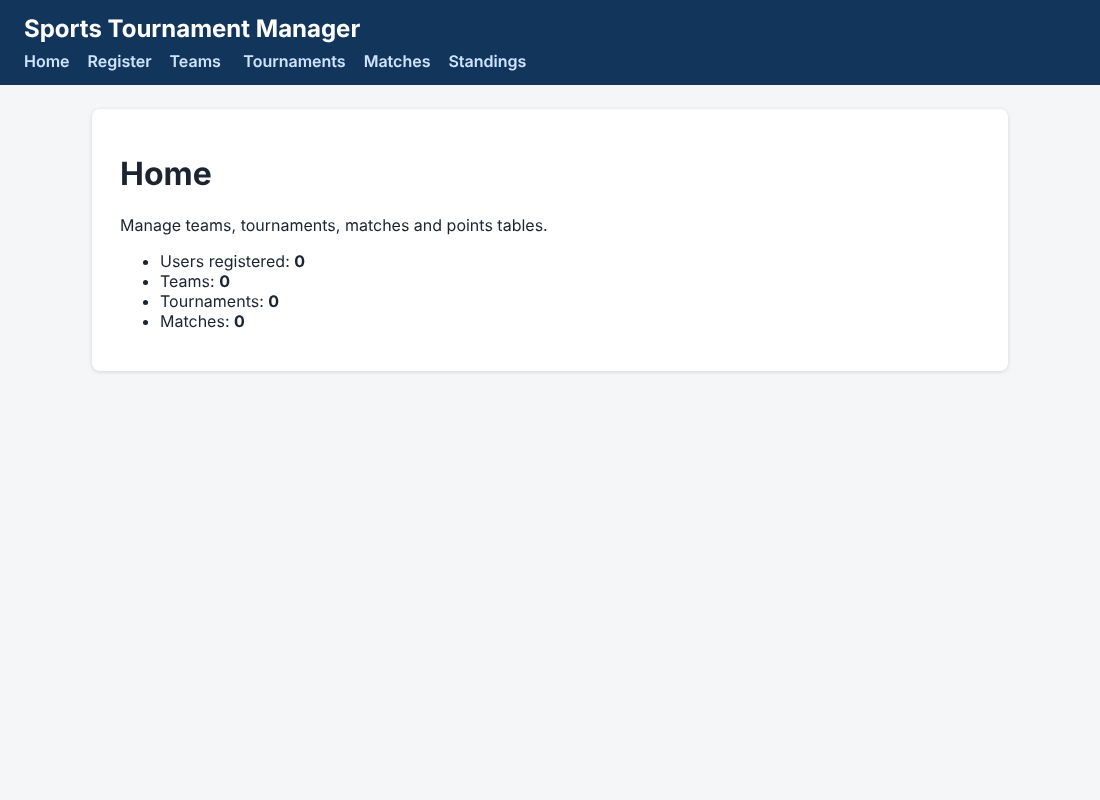 Sports Tournament Manager
Home Register Teams Tournaments Matches Standings
Home
Manage teams, tournaments, matches and points tables.
• Users registered: 0
• Teams: 0
• Tournaments: 0
• Matches: 0